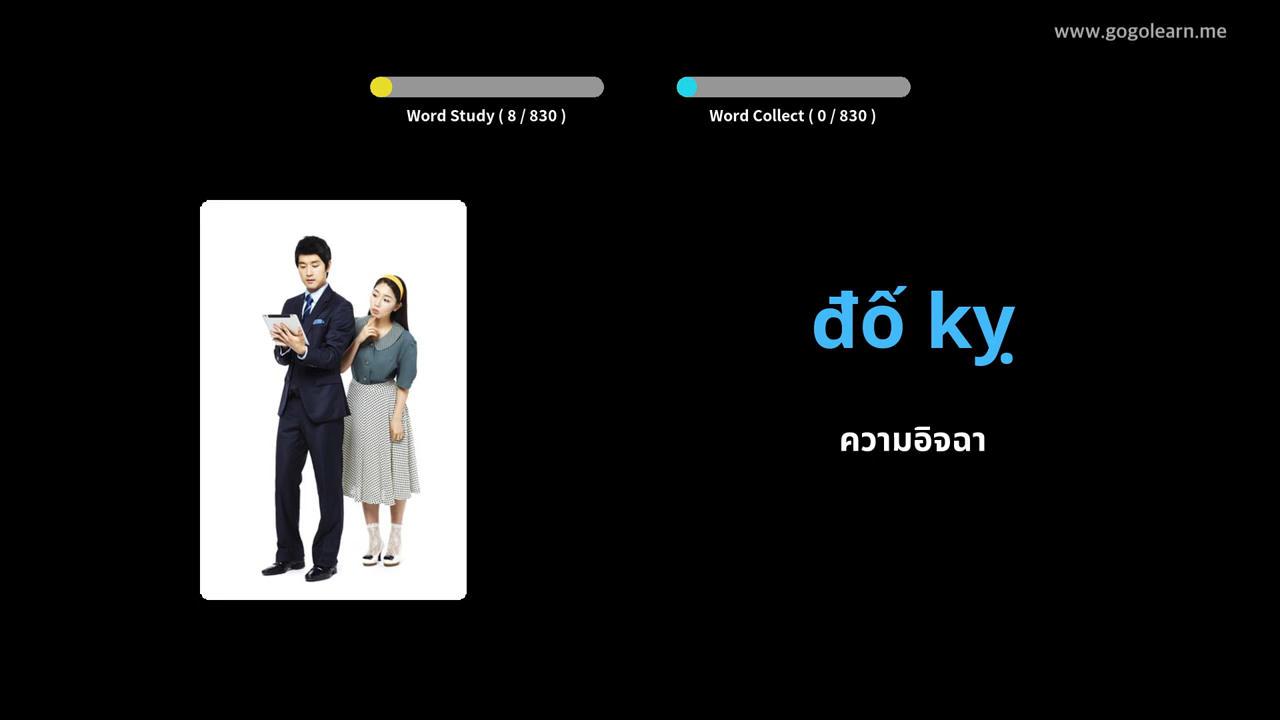 www.gogolearn.me
Word Study ( 8 / 830 )
Word Collect ( 0 / 830 )
đố kỵ
ความอิจฉา